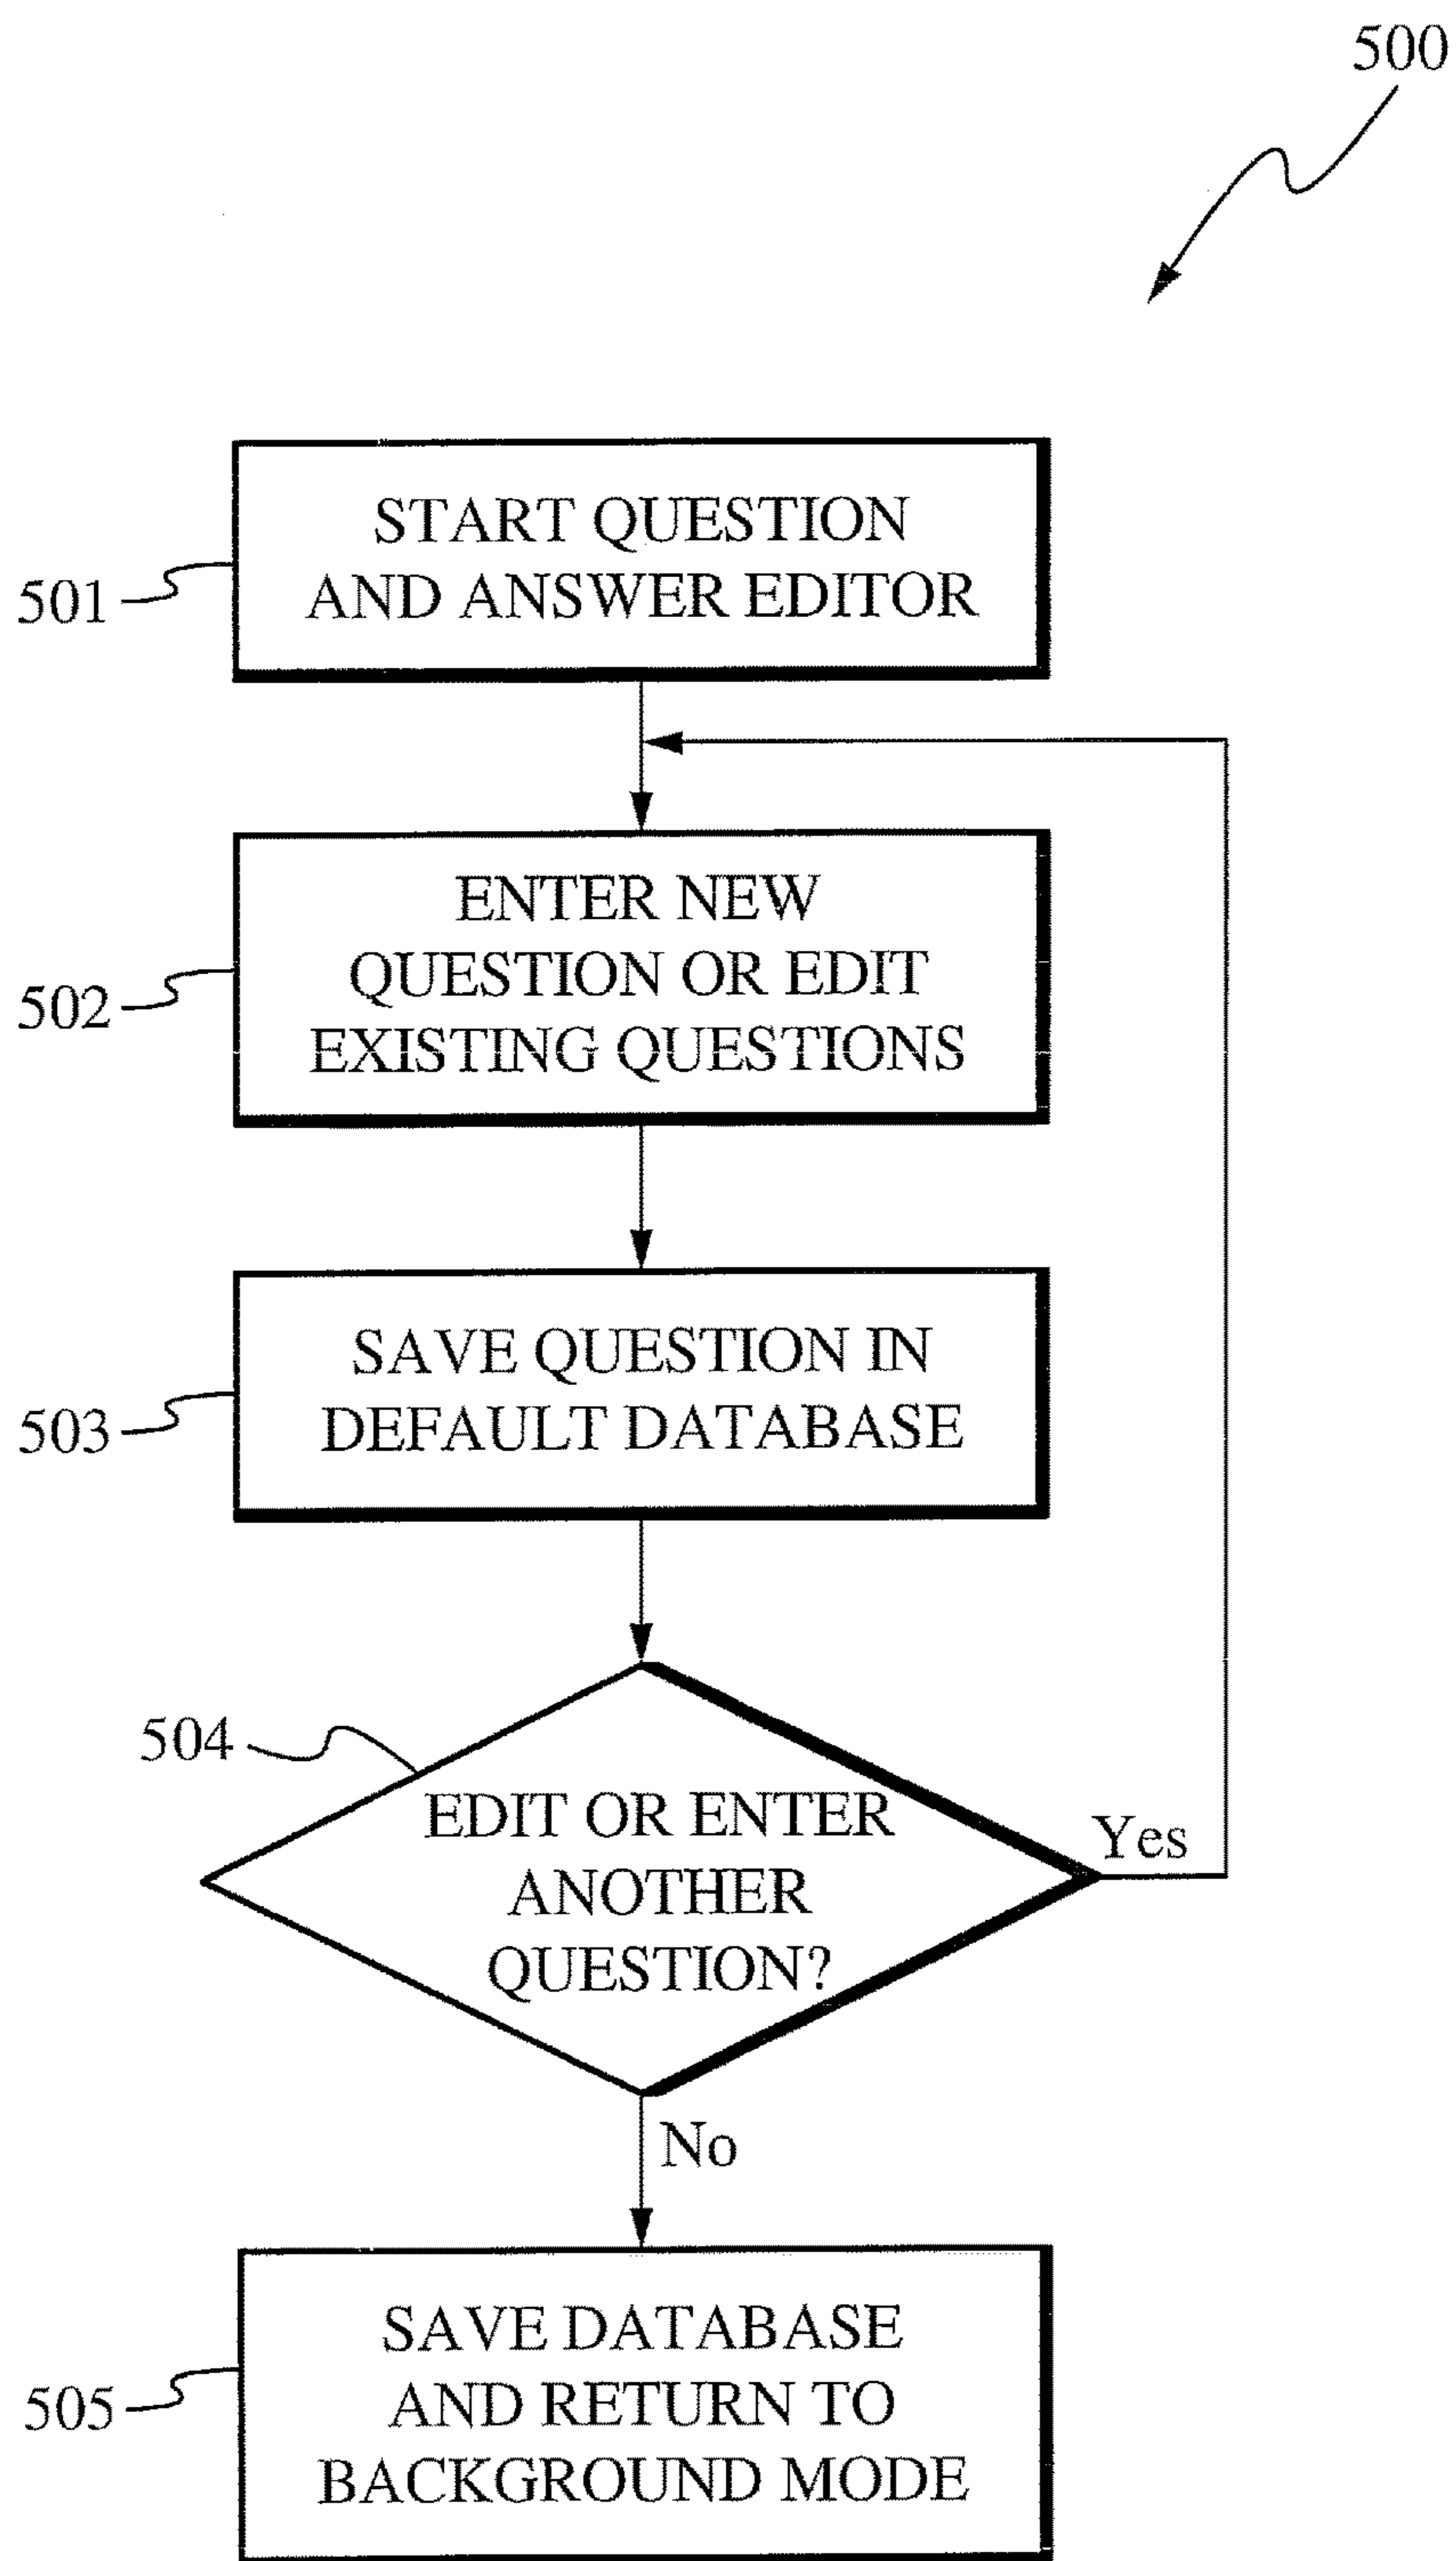 500
START QUESTION
AND ANSWER EDITOR
501
ENTER NEW
QUESTION OR EDIT
EXISTING QUESTIONS
502
SAVE QUESTION IN
DEFAULT DATABASE
503
504
EDIT OR ENTER
ANOTHER
QUESTION?
Yes
No
SAVE DATABASE
AND RETURN TO
BACKGROUND MODE
505